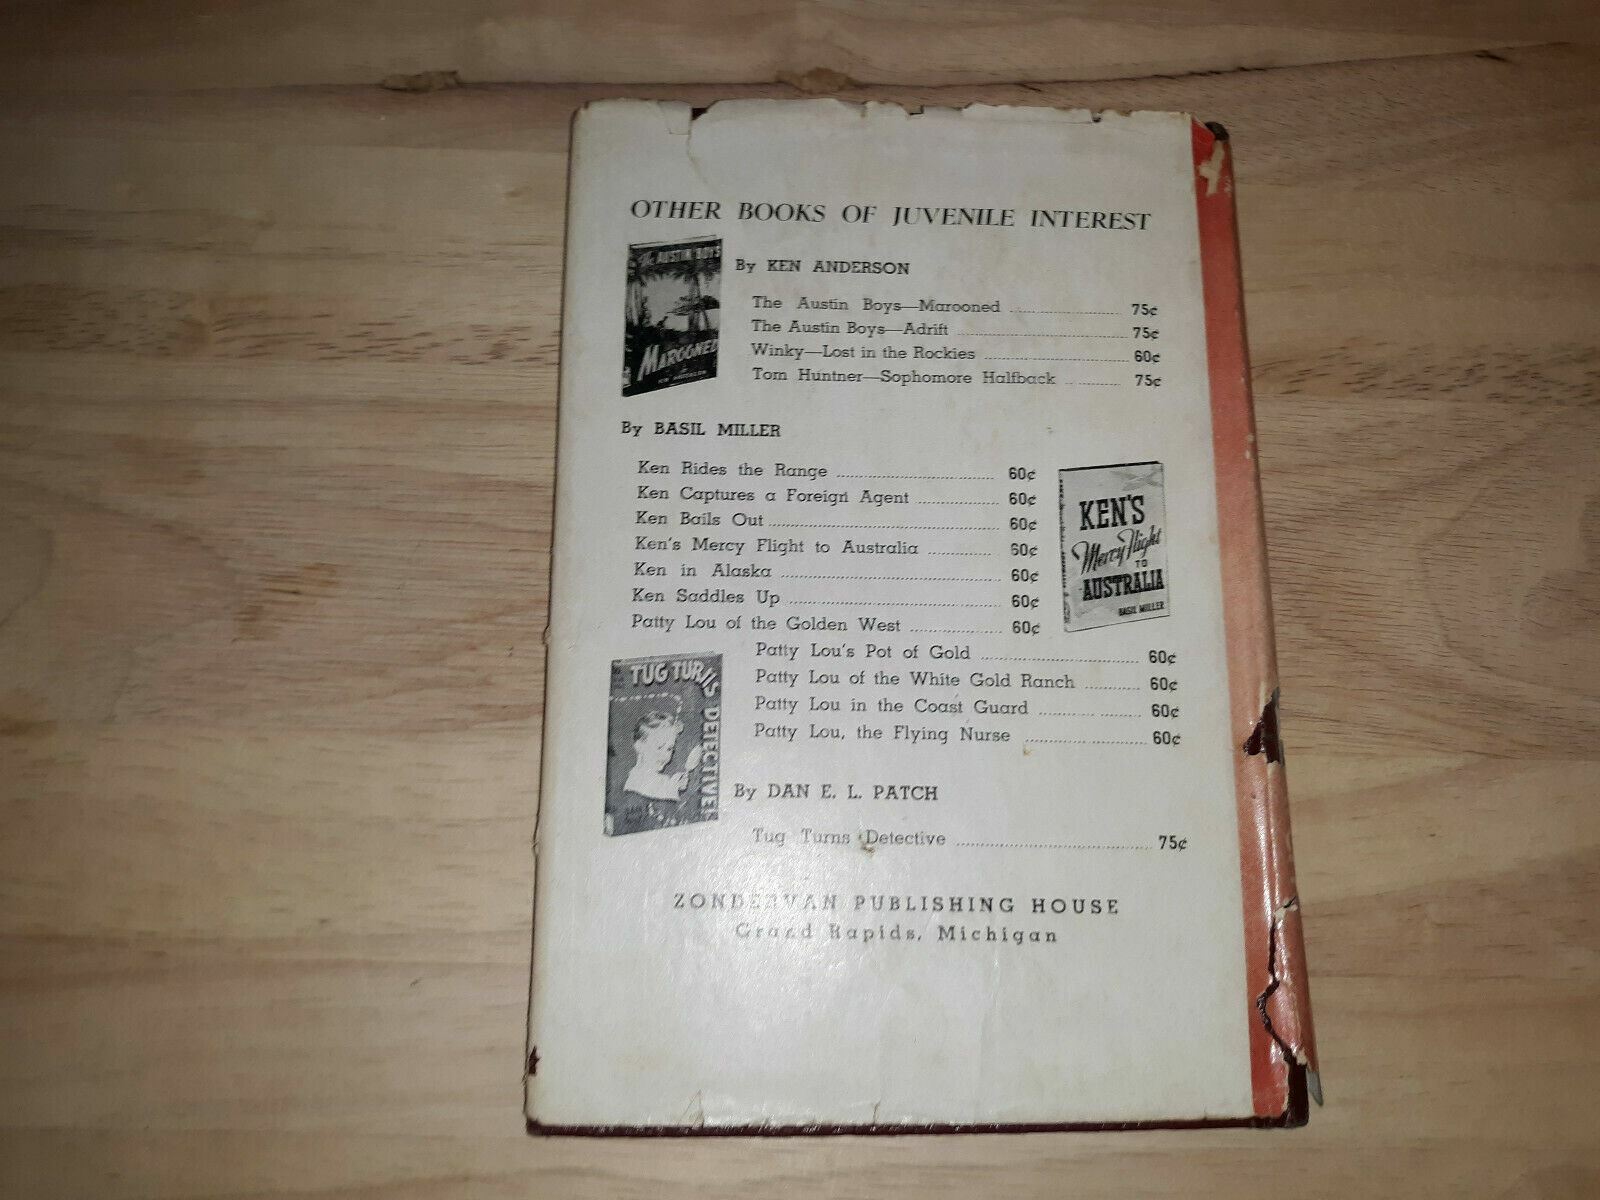 OTHER BOOKS OF JUVENILE INTEREST
The AUSTIN BOYS
MAROONED
By KEN ANDERSON
The Austin Boys—Marooned 75¢
The Austin Boys—Adrift 75¢
Winky—Lost in the Rockies 60¢
Tom Huntner—Sophomore Halfback 75¢
By BASIL MILLER
Ken Rides the Range 60¢
Ken Captures a Foreign Agent 60¢
Ken Bails Out 60¢
Ken's Mercy Flight to Australia 60¢
Ken in Alaska 60¢
Ken Saddles Up 60¢
Patty Lou of the Golden West 60¢
KEN'S
Mercy Flight
TO
AUSTRALIA
BASIL MILLER
Patty Lou's Pot of Gold 60¢
Patty Lou of the White Gold Ranch 60¢
Patty Lou in the Coast Guard 60¢
Patty Lou, the Flying Nurse 60¢
TUG TURNS
DETECTIVE
By DAN E. L. PATCH
Tug Turns Detective 75¢
ZONDERVAN PUBLISHING HOUSE
Grand Rapids, Michigan